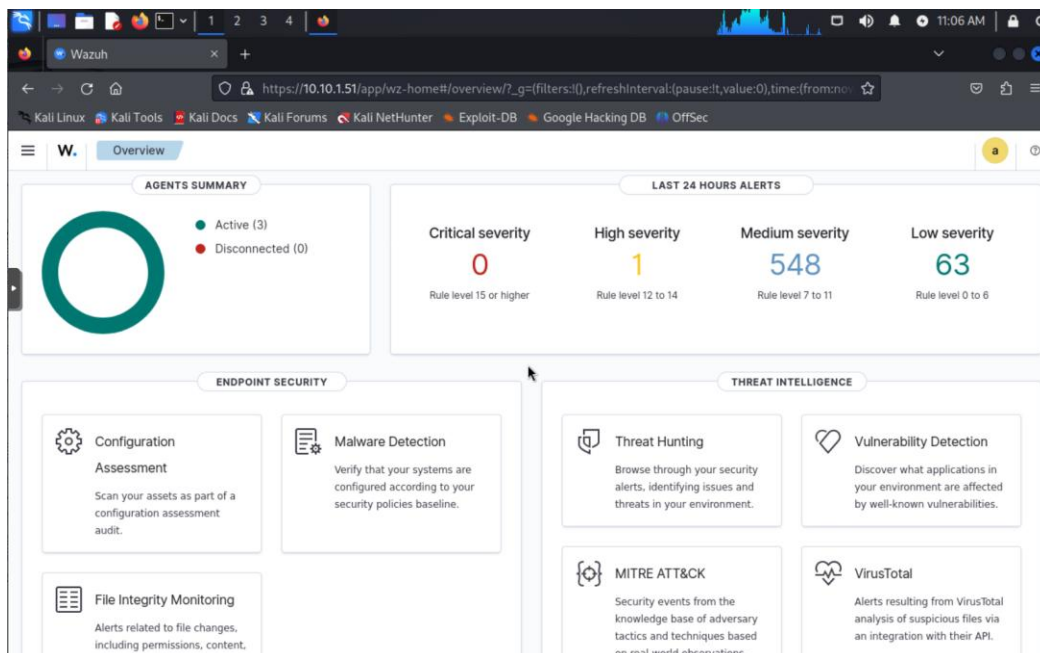 1 2 3 4
11:06 AM
Wazuh
https://10.10.1.51/app/wz-home#/overview/?_g=(filters:!(),refreshInterval:(pause:!t,value:0),time:(from:nov
Kali Linux Kali Tools Kali Docs Kali Forums Kali NetHunter Exploit-DB Google Hacking DB OffSec
W. Overview a
AGENTS SUMMARY
Active (3)
Disconnected (0)
LAST 24 HOURS ALERTS
Critical severity
0
Rule level 15 or higher
High severity
1
Rule level 12 to 14
Medium severity
548
Rule level 7 to 11
Low severity
63
Rule level 0 to 6
ENDPOINT SECURITY
Configuration
Assessment
Scan your assets as part of a
configuration assessment
audit.
Malware Detection
Verify that your systems are
configured according to your
security policies baseline.
File Integrity Monitoring
Alerts related to file changes,
including permissions, content,
THREAT INTELLIGENCE
Threat Hunting
Browse through your security
alerts, identifying issues and
threats in your environment.
Vulnerability Detection
Discover what applications in
your environment are affected
by well-known vulnerabilities.
MITRE ATT&CK
Security events from the
knowledge base of adversary
tactics and techniques based
on real world observations
VirusTotal
Alerts resulting from VirusTotal
analysis of suspicious files via
an integration with their API.